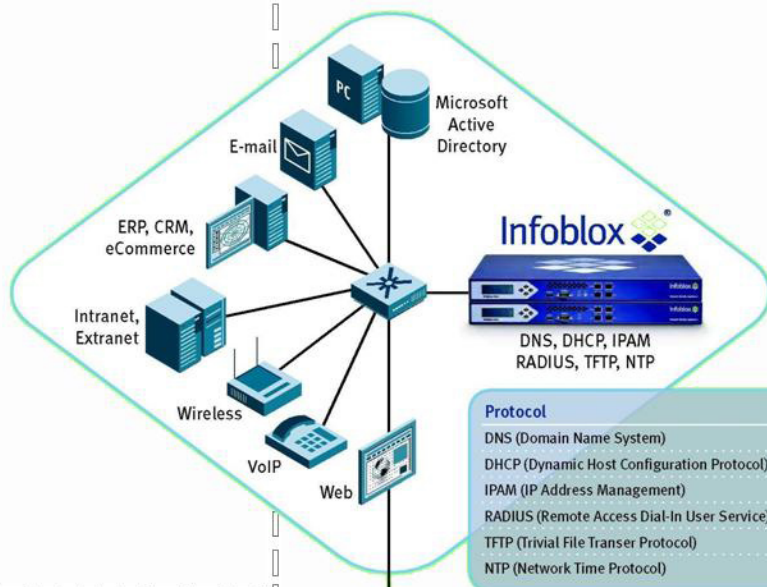 PC
Microsoft
Active
Directory
E-mail
ERP, CRM,
eCommerce
Infoblox®
Infoblox
Infoblox
Intranet,
Extranet
DNS, DHCP, IPAM
RADIUS, TFTP, NTP
Wireless
VoIP
Web
Protocol
DNS (Domain Name System)
DHCP (Dynamic Host Configuration Protocol)
IPAM (IP Address Management)
RADIUS (Remote Access Dial-In User Service)
TFTP (Trivial File Transer Protocol)
NTP (Network Time Protocol)